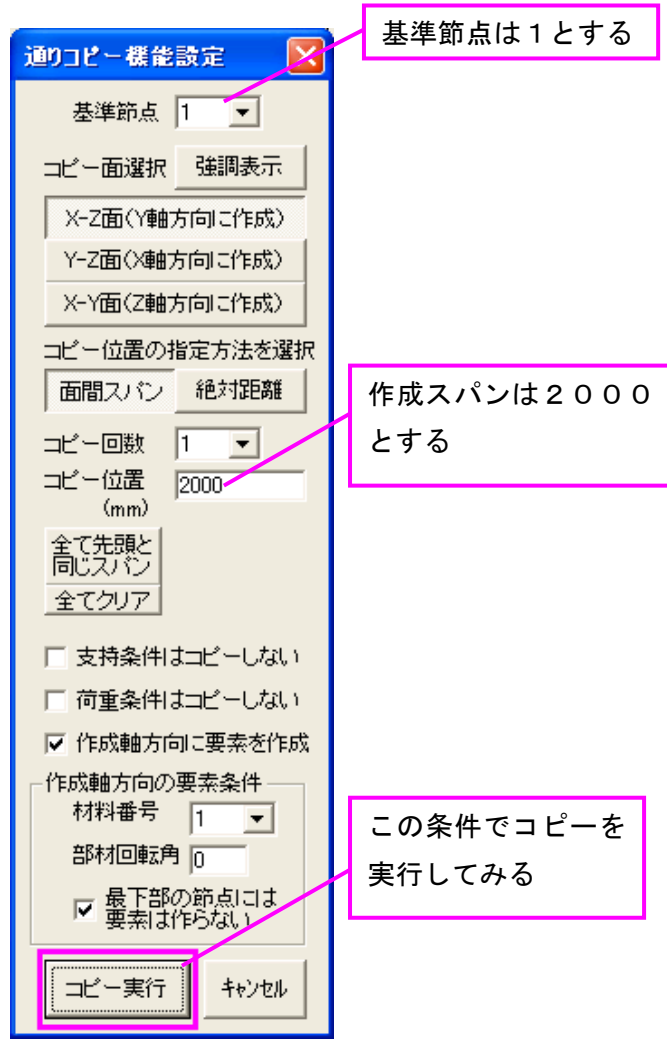 基準節点は１とする
通りコピー機能設定
基準節点 1
コピー面選択 強調表示
X-Z面(Y軸方向に作成)
Y-Z面(X軸方向に作成)
X-Y面(Z軸方向に作成)
コピー位置の指定方法を選択
面間スパン 絶対距離
作成スパンは２０００
とする
コピー回数 1
コピー位置 2000
(mm)
全て先頭と
同じスパン
全てクリア
支持条件はコピーしない
荷重条件はコピーしない
作成軸方向に要素を作成
作成軸方向の要素条件
材料番号 1
部材回転角 0
最下部の節点には
要素は作らない
この条件でコピーを
実行してみる
コピー実行 キャンセル